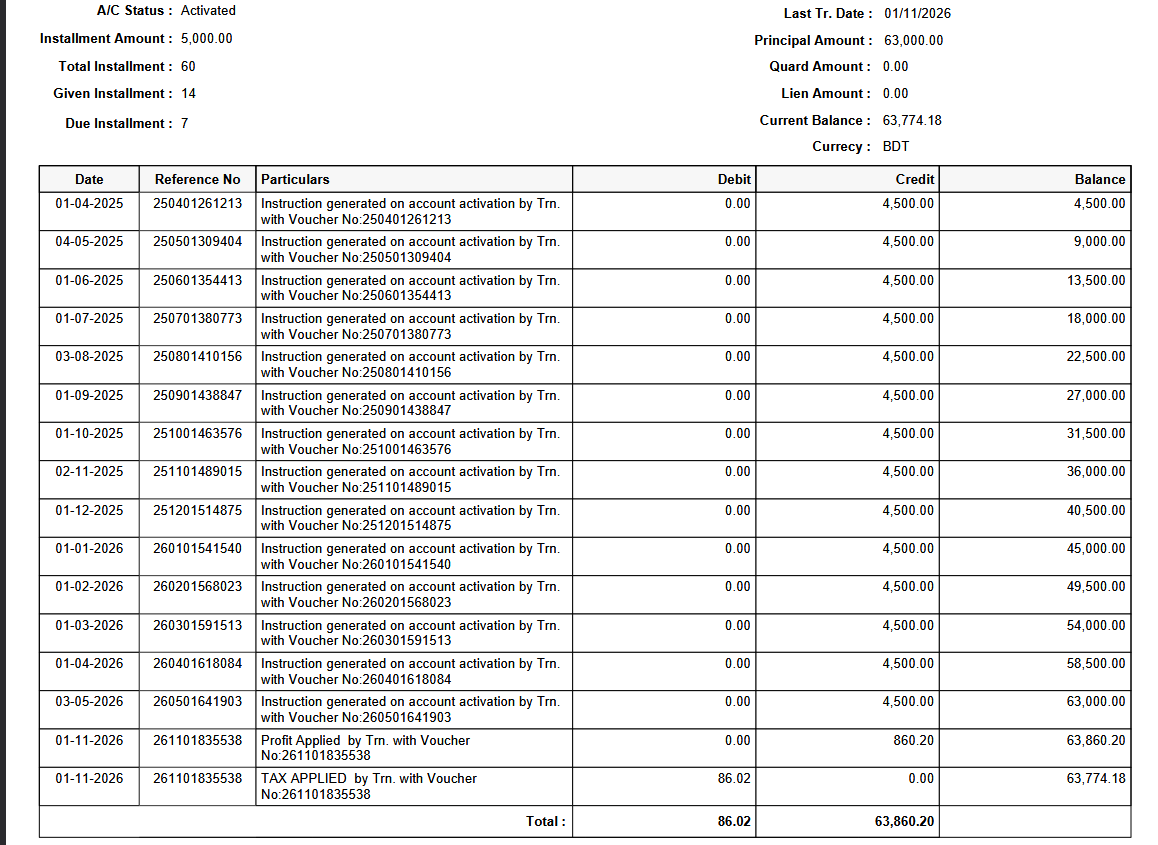 A/C Status : Activated
Last Tr. Date : 01/11/2026
Installment Amount : 5,000.00
Principal Amount : 63,000.00
Total Installment : 60
Quard Amount : 0.00
Given Installment : 14
Lien Amount : 0.00
Due Installment : 7
Current Balance : 63,774.18
Currecy : BDT
Date Reference No Particulars Debit Credit Balance
01-04-2025 250401261213 Instruction generated on account activation by Trn. 0.00 4,500.00 4,500.00
with Voucher No:250401261213
04-05-2025 250501309404 Instruction generated on account activation by Trn. 0.00 4,500.00 9,000.00
with Voucher No:250501309404
01-06-2025 250601354413 Instruction generated on account activation by Trn. 0.00 4,500.00 13,500.00
with Voucher No:250601354413
01-07-2025 250701380773 Instruction generated on account activation by Trn. 0.00 4,500.00 18,000.00
with Voucher No:250701380773
03-08-2025 250801410156 Instruction generated on account activation by Trn. 0.00 4,500.00 22,500.00
with Voucher No:250801410156
01-09-2025 250901438847 Instruction generated on account activation by Trn. 0.00 4,500.00 27,000.00
with Voucher No:250901438847
01-10-2025 251001463576 Instruction generated on account activation by Trn. 0.00 4,500.00 31,500.00
with Voucher No:251001463576
02-11-2025 251101489015 Instruction generated on account activation by Trn. 0.00 4,500.00 36,000.00
with Voucher No:251101489015
01-12-2025 251201514875 Instruction generated on account activation by Trn. 0.00 4,500.00 40,500.00
with Voucher No:251201514875
01-01-2026 260101541540 Instruction generated on account activation by Trn. 0.00 4,500.00 45,000.00
with Voucher No:260101541540
01-02-2026 260201568023 Instruction generated on account activation by Trn. 0.00 4,500.00 49,500.00
with Voucher No:260201568023
01-03-2026 260301591513 Instruction generated on account activation by Trn. 0.00 4,500.00 54,000.00
with Voucher No:260301591513
01-04-2026 260401618084 Instruction generated on account activation by Trn. 0.00 4,500.00 58,500.00
with Voucher No:260401618084
03-05-2026 260501641903 Instruction generated on account activation by Trn. 0.00 4,500.00 63,000.00
with Voucher No:260501641903
01-11-2026 261101835538 Profit Applied by Trn. with Voucher 0.00 860.20 63,860.20
No:261101835538
01-11-2026 261101835538 TAX APPLIED by Trn. with Voucher 86.02 0.00 63,774.18
No:261101835538
Total : 86.02 63,860.20